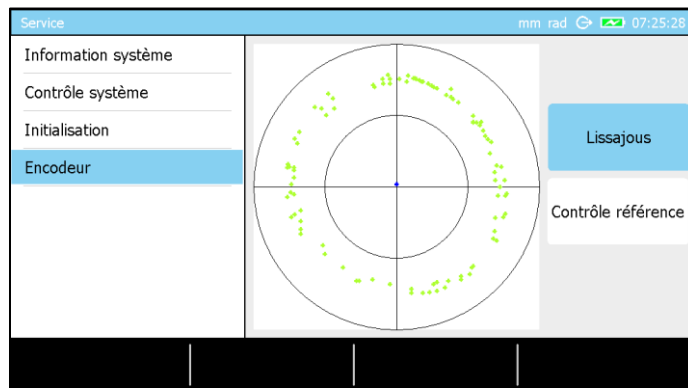 Service mm rad 07:25:28
Information système
Contrôle système
Initialisation
Encodeur
Lissajous
Contrôle référence